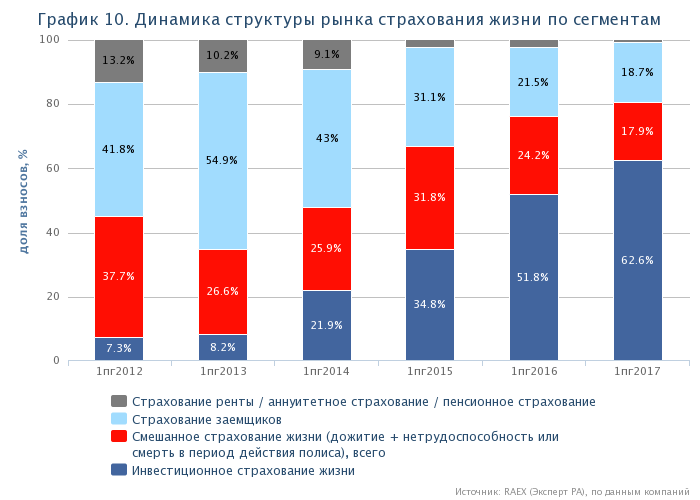 График 10. Динамика структуры рынка страхования жизни по сегментам
доля взносов, %
100
80
60
40
20
0
13.2%
41.8%
37.7%
7.3%
10.2%
54.9%
26.6%
8.2%
9.1%
43%
25.9%
21.9%
31.1%
31.8%
34.8%
21.5%
24.2%
51.8%
18.7%
17.9%
62.6%
1пг2012
1пг2013
1пг2014
1пг2015
1пг2016
1пг2017
Страхование ренты / аннуитетное страхование / пенсионное страхование
Страхование заемщиков
Смешанное страхование жизни (дожитие + нетрудоспособность или
смерть в период действия полиса), всего
Инвестиционное страхование жизни
Источник: RAEX (Эксперт РА), по данным компаний